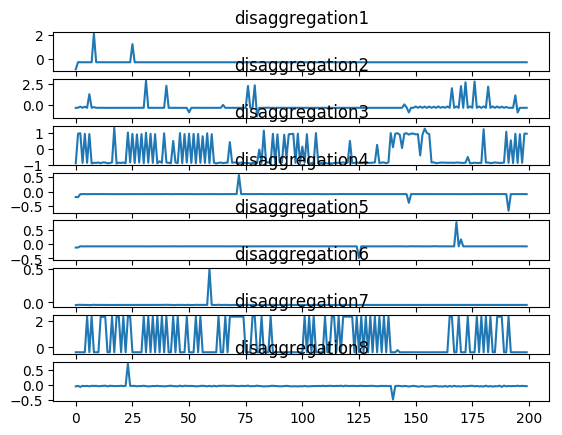 disaggregation1
2
0
disaggregation2
2.5
0.0
disaggregation3
1
0
−1
disaggregation4
0.5
0.0
−0.5
disaggregation5
0.5
0.0
−0.5
disaggregation6
0.5
0.0
disaggregation7
2
0
disaggregation8
0.5
0.0
−0.5
0 25 50 75 100 125 150 175 200